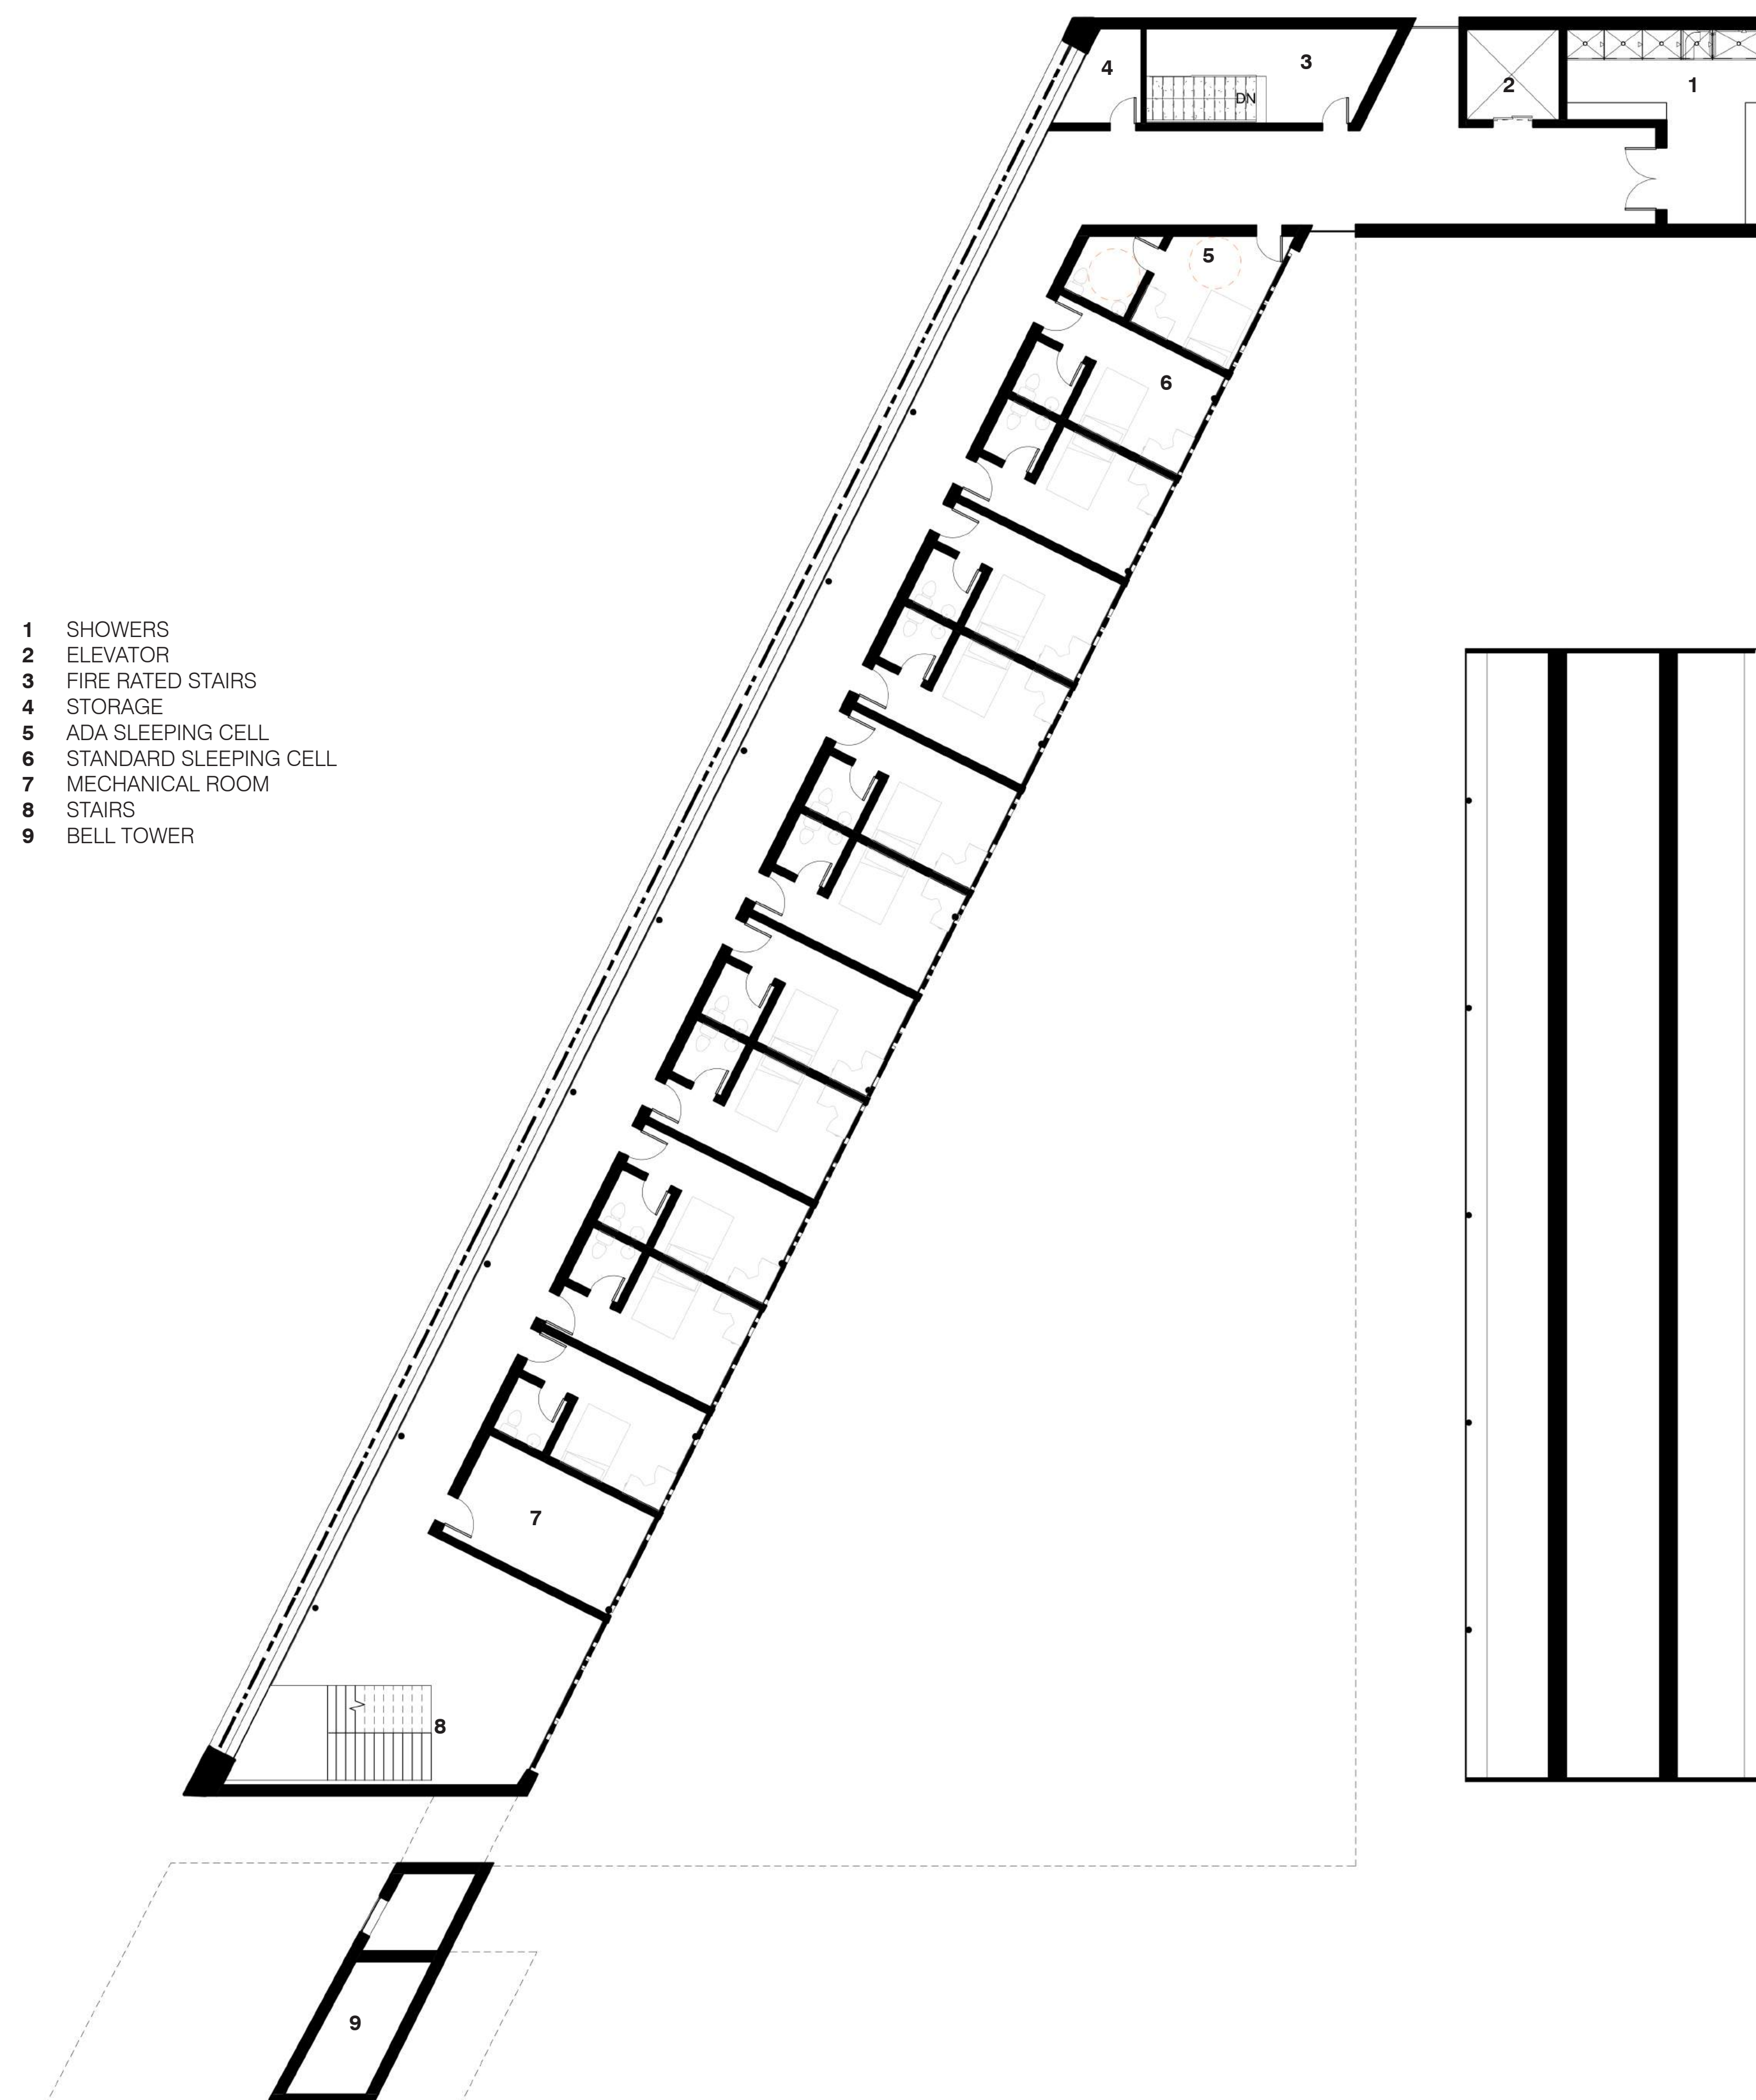 4
3
2
1
DN
5
6
1 SHOWERS
2 ELEVATOR
3 FIRE RATED STAIRS
4 STORAGE
5 ADA SLEEPING CELL
6 STANDARD SLEEPING CELL
7 MECHANICAL ROOM
8 STAIRS
9 BELL TOWER
7
8
9